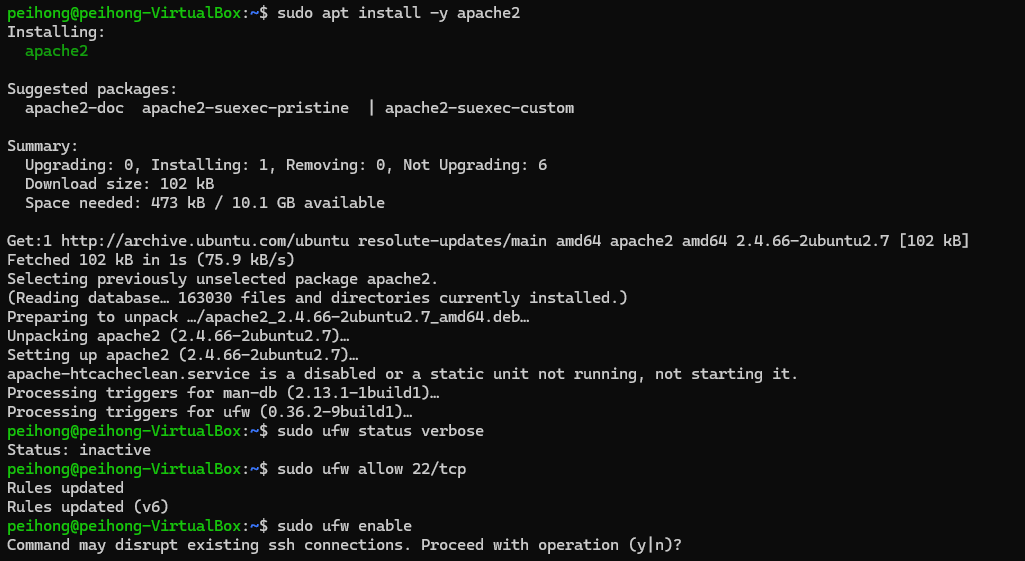 peihong@peihong-VirtualBox:~$ sudo apt install -y apache2
Installing:
  apache2

Suggested packages:
  apache2-doc  apache2-suexec-pristine  | apache2-suexec-custom

Summary:
  Upgrading: 0, Installing: 1, Removing: 0, Not Upgrading: 6
  Download size: 102 kB
  Space needed: 473 kB / 10.1 GB available

Get:1 http://archive.ubuntu.com/ubuntu resolute-updates/main amd64 apache2 amd64 2.4.66-2ubuntu2.7 [102 kB]
Fetched 102 kB in 1s (75.9 kB/s)
Selecting previously unselected package apache2.
(Reading database… 163030 files and directories currently installed.)
Preparing to unpack …/apache2_2.4.66-2ubuntu2.7_amd64.deb…
Unpacking apache2 (2.4.66-2ubuntu2.7)…
Setting up apache2 (2.4.66-2ubuntu2.7)…
apache-htcacheclean.service is a disabled or a static unit not running, not starting it.
Processing triggers for man-db (2.13.1-1build1)…
Processing triggers for ufw (0.36.2-9build1)…
peihong@peihong-VirtualBox:~$ sudo ufw status verbose
Status: inactive
peihong@peihong-VirtualBox:~$ sudo ufw allow 22/tcp
Rules updated
Rules updated (v6)
peihong@peihong-VirtualBox:~$ sudo ufw enable
Command may disrupt existing ssh connections. Proceed with operation (y|n)?